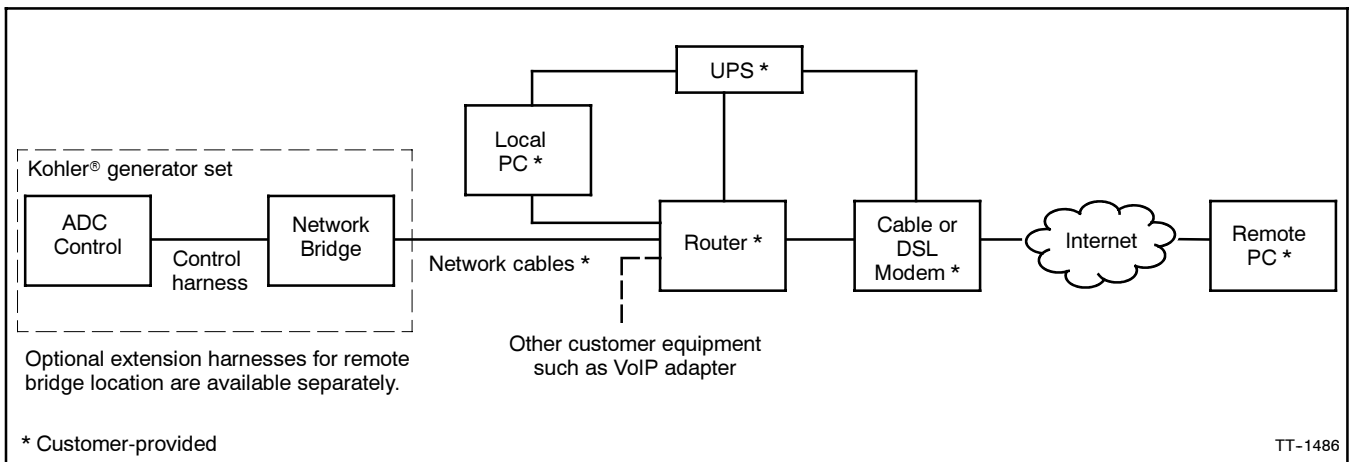 UPS *
Local
PC *
Kohler® generator set
ADC
Control
Control
harness
Network
Bridge
Network cables *
Router *
Cable or
DSL
Modem *
Internet
Remote
PC *
Other customer equipment
such as VoIP adapter
Optional extension harnesses for remote
bridge location are available separately.
* Customer-provided
TT-1486